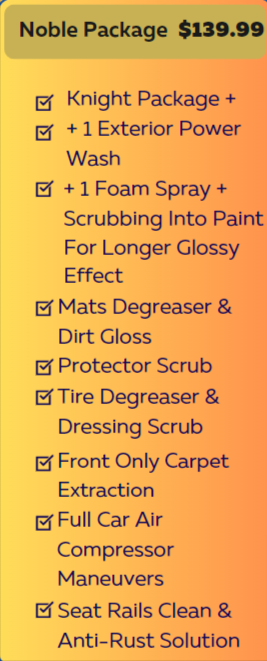 Noble Package $139.99
Knight Package +
+ 1 Exterior Power
Wash
+ 1 Foam Spray +
Scrubbing Into Paint
For Longer Glossy
Effect
Mats Degreaser &
Dirt Gloss
Protector Scrub
Tire Degreaser &
Dressing Scrub
Front Only Carpet
Extraction
Full Car Air
Compressor
Maneuvers
Seat Rails Clean &
Anti-Rust Solution